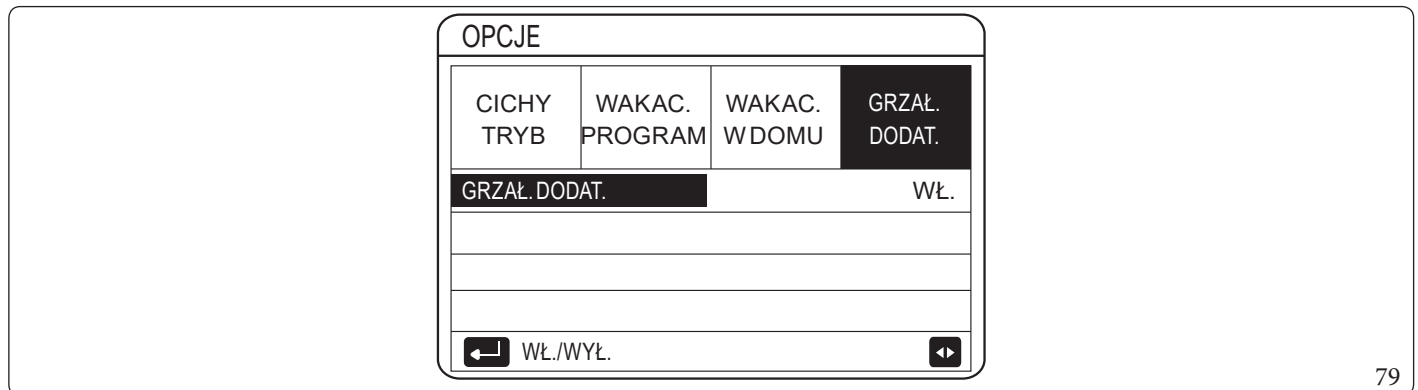 OPCJE
CICHY TRYB
WAKAC. PROGRAM
WAKAC. W DOMU
GRZAŁ. DODAT.
GRZAŁ. DODAT. WŁ.
WŁ./WYŁ.
79